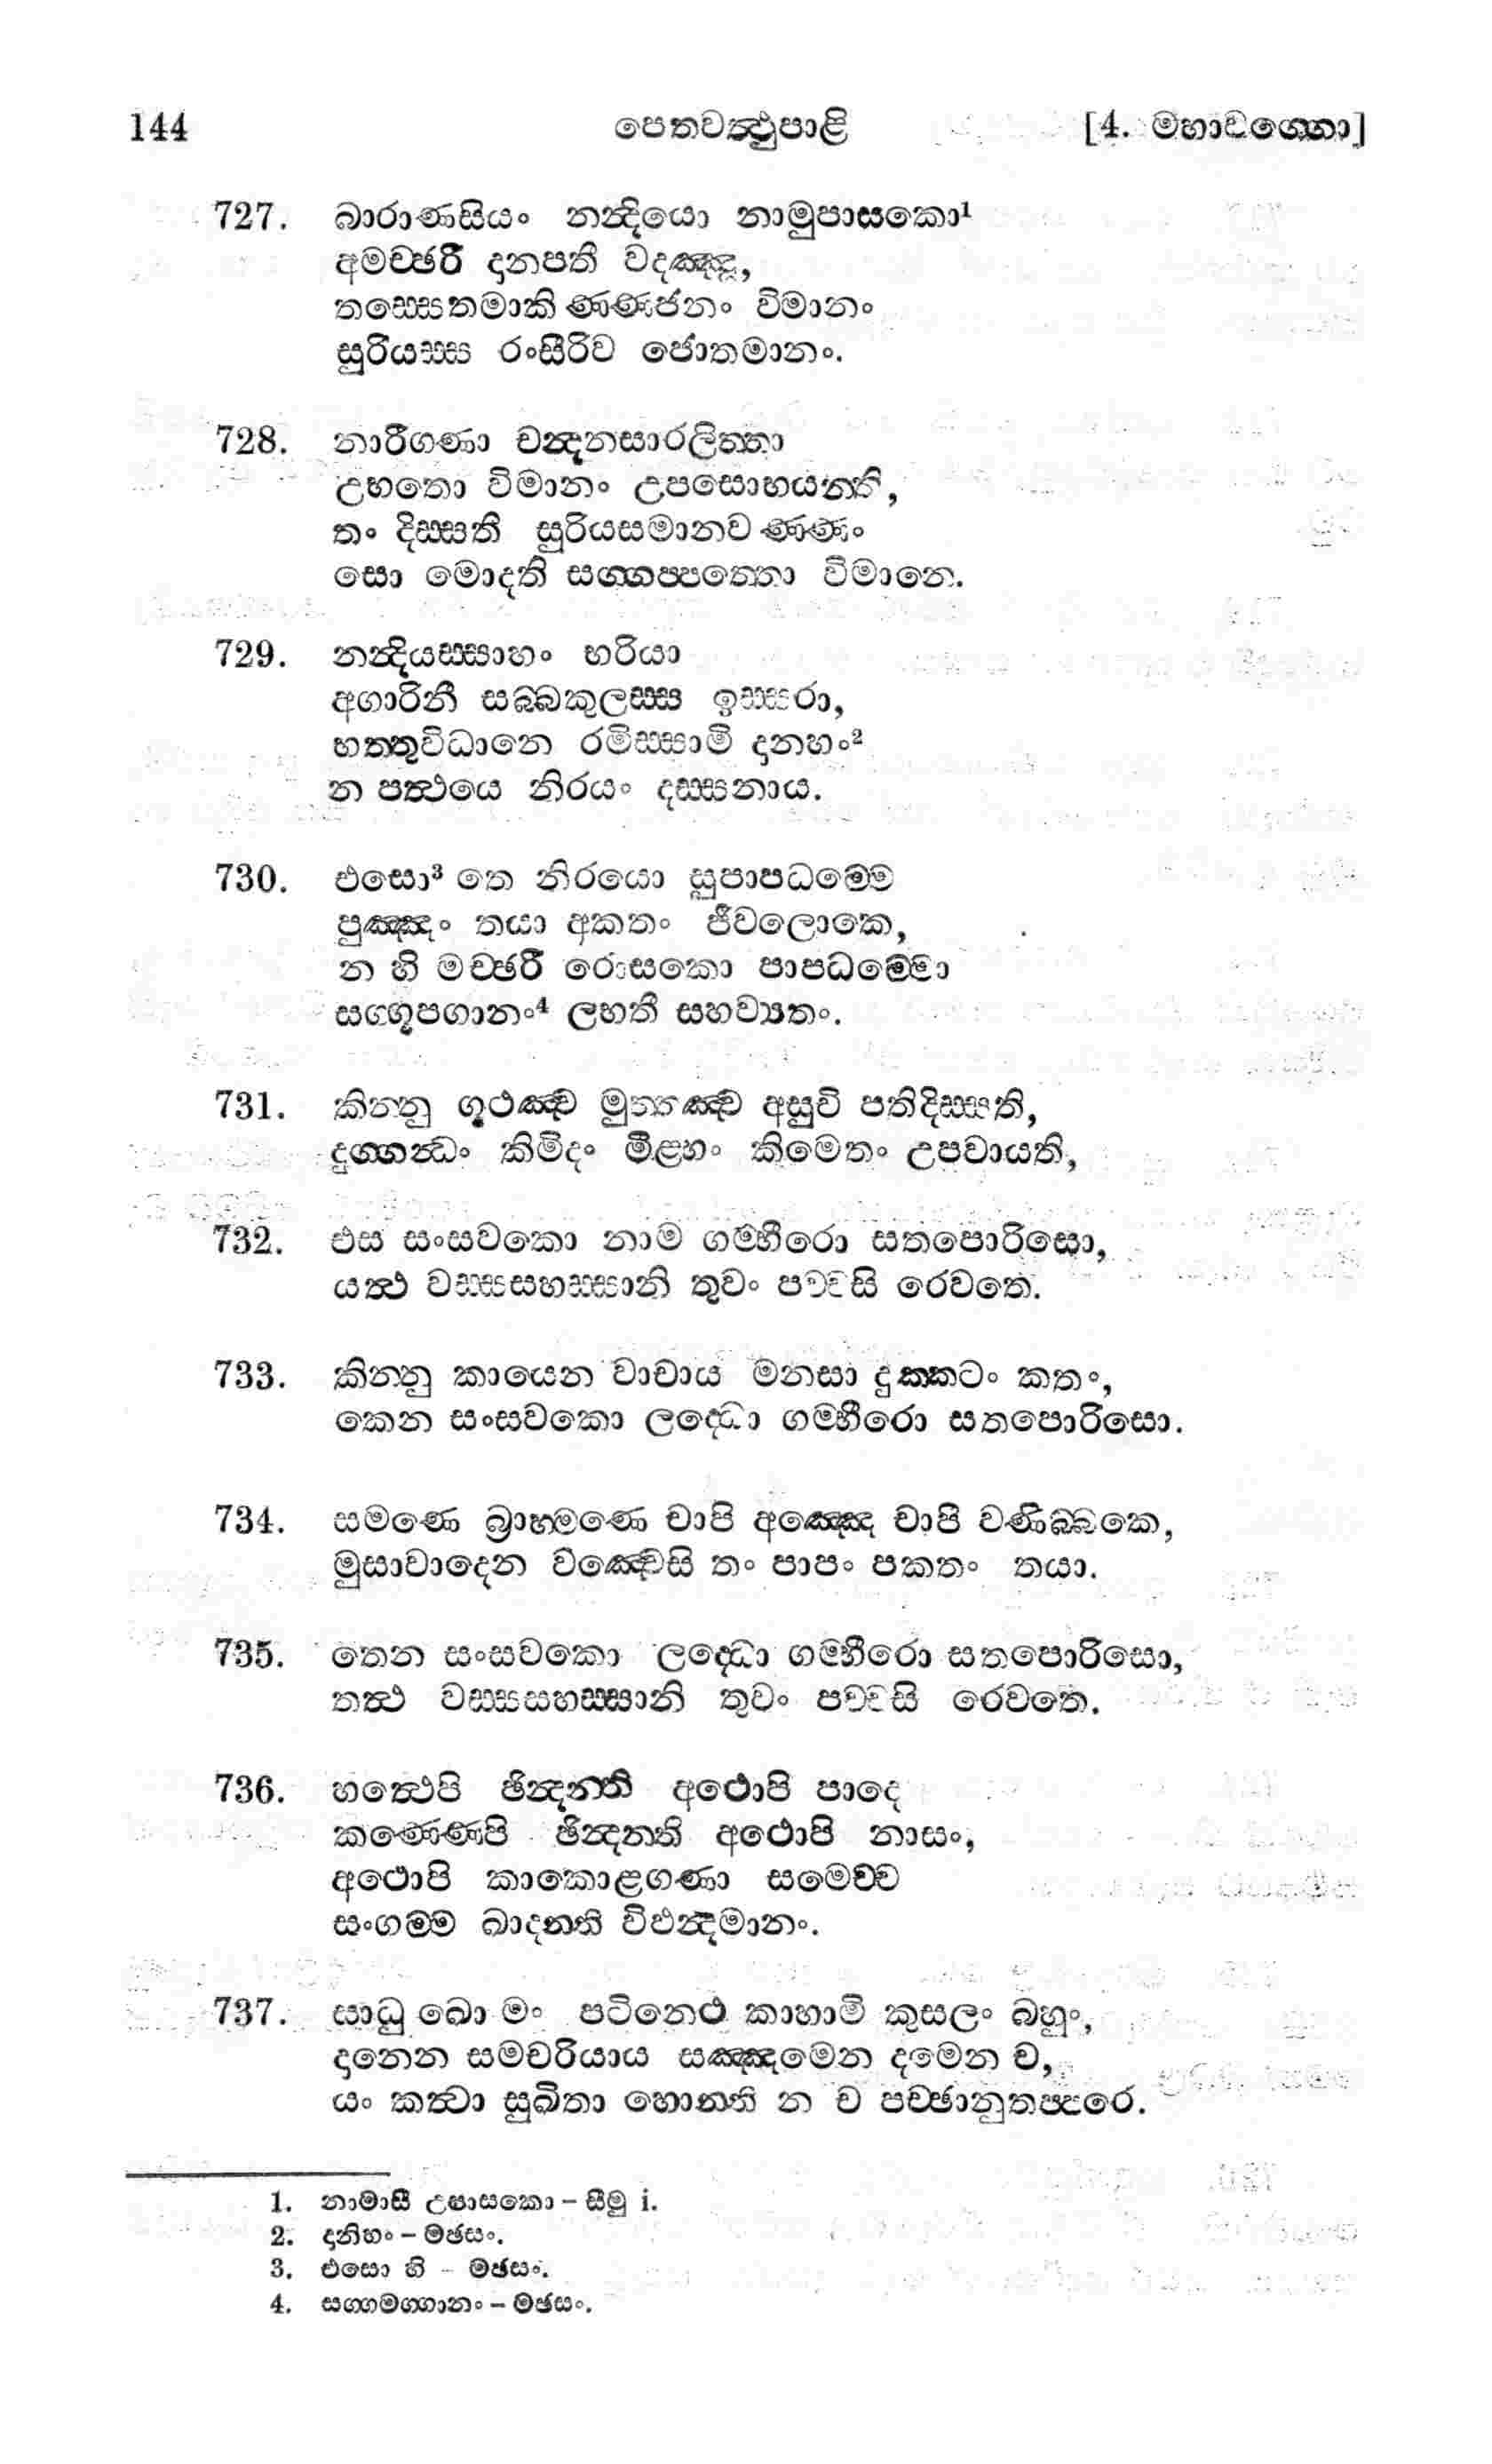 144 පෙතවත්ථුපාළි [4. මහාවග්ගො]
727. බාරාණසියං නන්දියො නාමුපාසකො¹
අමච්ඡරී දානපතී වදඤ්ඤූ,
තස්සෙතමාකිණ්ණජනං විමානං
සූරියස්ස රංසීරිව ජොතමානං.
728. නාරීගණා චන්දනසාරලිත්තා
උභතො විමානං උපසොභයන්ති,
තං දිස්සතී සූරියසමානවණ්ණං
සො මොදති සග්ගප්පත්තො විමානෙ.
729. නන්දියස්සාහං භරියා
අගාරිනී සබ්බකුලස්ස ඉස්සරා,
භත්තුවිධානෙ රමිස්සාමි දානහං²
න පත්ථයෙ නිරයං දස්සනාය.
730. එසො³ තෙ නිරයො සුපාපධම්මෙ
පුඤ්ඤං තයා අකතං ජීවලොකෙ,
න හි මච්ඡරී රොසකො පාපධම්මො
සග්ගූපගානං⁴ ලභතී සහව්‍යතං.
731. කින්නු ගූථඤ්ච මුත්තඤ්ච අසුචි පතිදිස්සති,
දුග්ගන්ධං කිමිදං මීළ්හං කිමෙතං උපවායති,
732. එස සංසවකො නාම ගම්භීරො සතපොරිසො,
යත්ථ වස්සසහස්සානි තුවං පච්චසි රෙවතෙ.
733. කින්නු කායෙන වාචාය මනසා දුක්කටං කතං,
කෙන සංසවකො ලද්ධො ගම්භීරො සතපොරිසො.
734. සමණෙ බ්‍රාහ්මණෙ චාපි අඤ්ඤෙ චාපි වණිබ්බකෙ,
මුසාවාදෙන වඤ්චෙසි තං පාපං පකතං තයා.
735. තෙන සංසවකො ලද්ධො ගම්භීරො සතපොරිසො,
තත්ථ වස්සසහස්සානි තුවං පච්චසි රෙවතෙ.
736. හත්ථෙපි ඡින්දන්ති අථොපි පාදෙ
කණ්ණෙපි ඡින්දන්ති අථොපි නාසං,
අථොපි කාකොළගණා සමෙච්ච
සංගම්ම ඛාදන්ති විඵන්දමානං.
737. සාධු ඛො මං පටිනෙථ කාහාමි කුසලං බහුං,
දානෙන සමචරියාය සඤ්ඤමෙන දමෙන ච,
යං කත්වා සුඛිතා හොන්ති න ච පච්ඡානුතප්පරෙ.
1. නාමාසී උපාසකො – සීමු i.
2. දානිහං – මඡසං.
3. එසො හි – මඡසං.
4. සග්ගමග්ගානං – මඡසං.